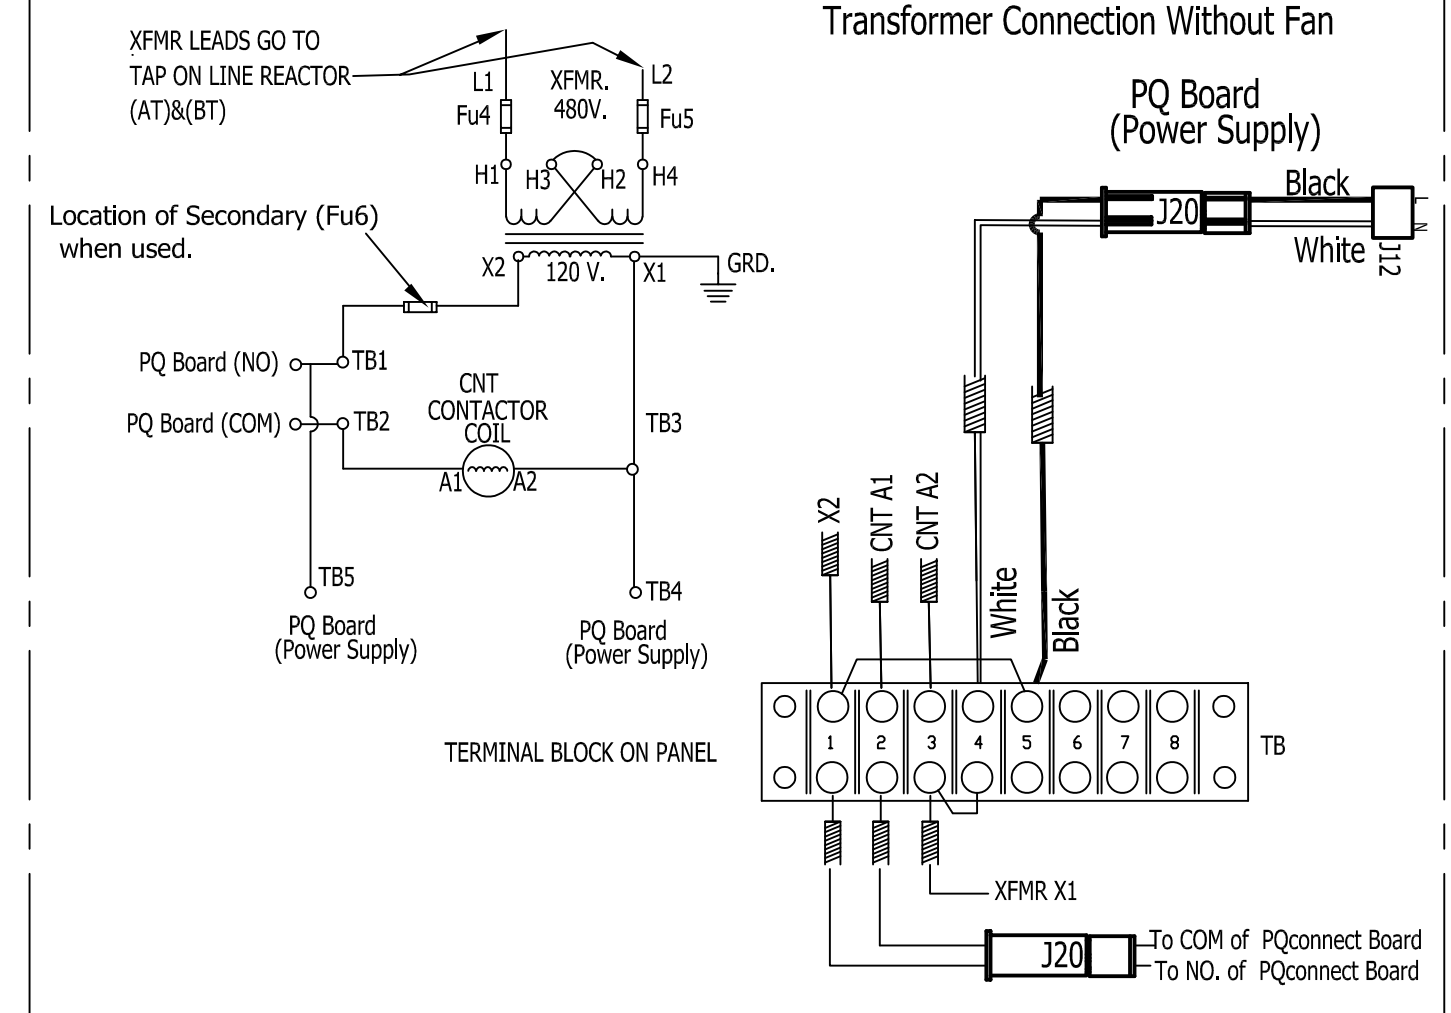 Transformer Connection Without Fan
XFMR LEADS GO TO
TAP ON LINE REACTOR
(AT)&(BT)
L1
XFMR.
480V.
L2
Fu4
Fu5
H1
H3
H2
H4
Location of Secondary (Fu6)
when used.
X2
120 V.
X1
GRD.
PQ Board (NO)
TB1
CNT
CONTACTOR
COIL
PQ Board (COM)
TB2
TB3
A1
A2
TB5
PQ Board
(Power Supply)
TB4
PQ Board
(Power Supply)
PQ Board
(Power Supply)
Black
J20
L
N
White
J12
X2
CNT A1
CNT A2
White
Black
TERMINAL BLOCK ON PANEL
1 2 3 4 5 6 7 8
TB
XFMR X1
J20
To COM of PQconnect Board
To NO. of PQconnect Board